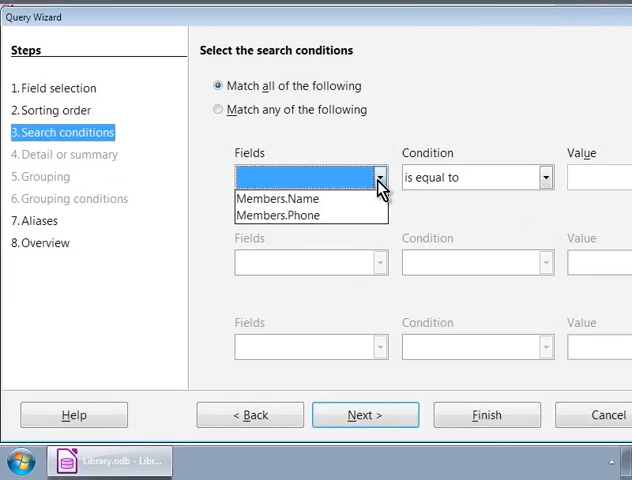 Query Wizard
Steps
1. Field selection
2. Sorting order
3. Search conditions
4. Detail or summary
5. Grouping
6. Grouping conditions
7. Aliases
8. Overview
Select the search conditions
Match all of the following
Match any of the following
Fields Condition Value
is equal to
Members.Name
Members.Phone
Fields Condition Value
Fields Condition Value
Help < Back Next > Finish Cancel
Library.odb - Libr...